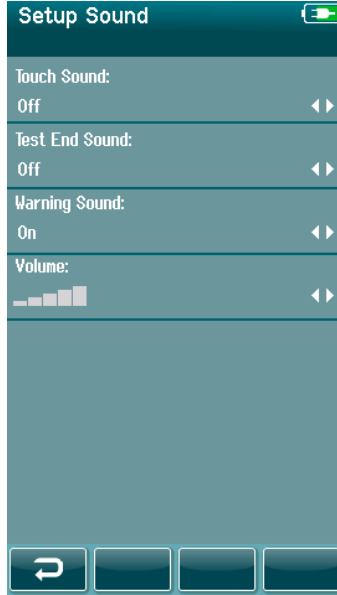 Setup Sound
Touch Sound:
Off
Test End Sound:
Off
Warning Sound:
On
Volume: